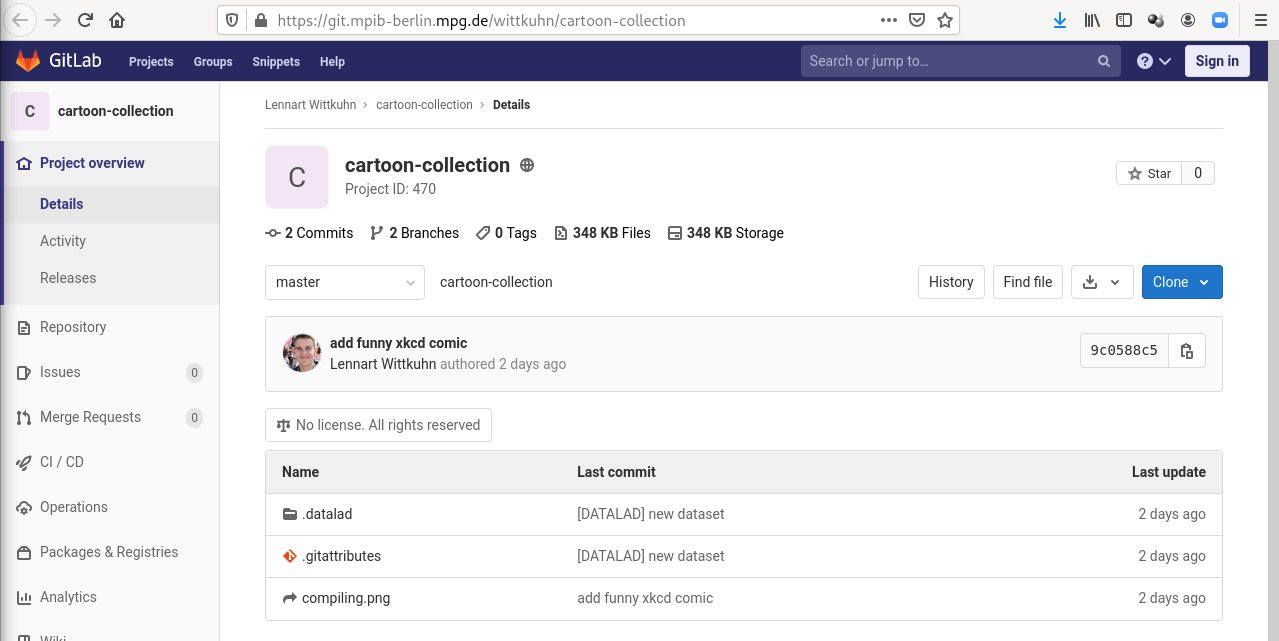 https://git.mpib-berlin.mpg.de/wittkuhn/cartoon-collection
GitLab Projects Groups Snippets Help Search or jump to… ? Sign in
C cartoon-collection
Project overview
Details
Activity
Releases
Repository
Issues 0
Merge Requests 0
CI / CD
Operations
Packages & Registries
Analytics
Wiki
Lennart Wittkuhn › cartoon-collection › Details
C
cartoon-collection
Project ID: 470
Star 0
2 Commits 2 Branches 0 Tags 348 KB Files 348 KB Storage
master cartoon-collection History Find file Clone
add funny xkcd comic
Lennart Wittkuhn authored 2 days ago
9c0588c5
No license. All rights reserved
Name Last commit Last update
.datalad [DATALAD] new dataset 2 days ago
.gitattributes [DATALAD] new dataset 2 days ago
compiling.png add funny xkcd comic 2 days ago